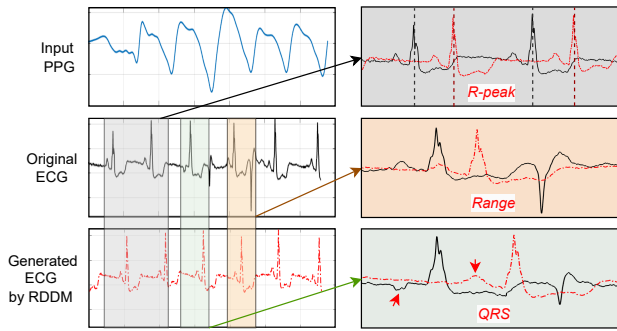 Input
PPG
R-peak
Original
ECG
Range
Generated
ECG
by RDDM
QRS